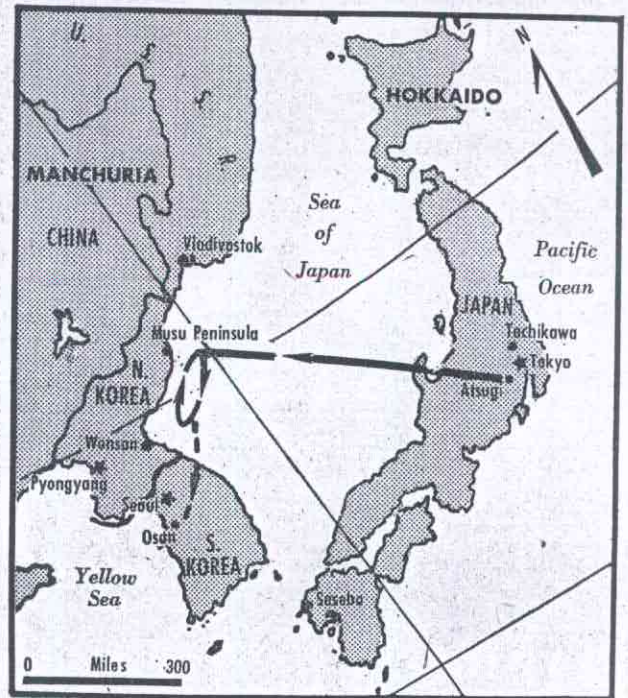 U. S. S. R.
N
HOKKAIDO
MANCHURIA
CHINA
Sea
of
Japan
Pacific
Ocean
Vladivostok
JAPAN
Tachikawa
Tokyo
Atsugi
Musu Peninsula
N.
KOREA
Wonsan
Pyongyang
Seoul
Osan
S.
KOREA
Yellow
Sea
Sasebo
0 Miles 300